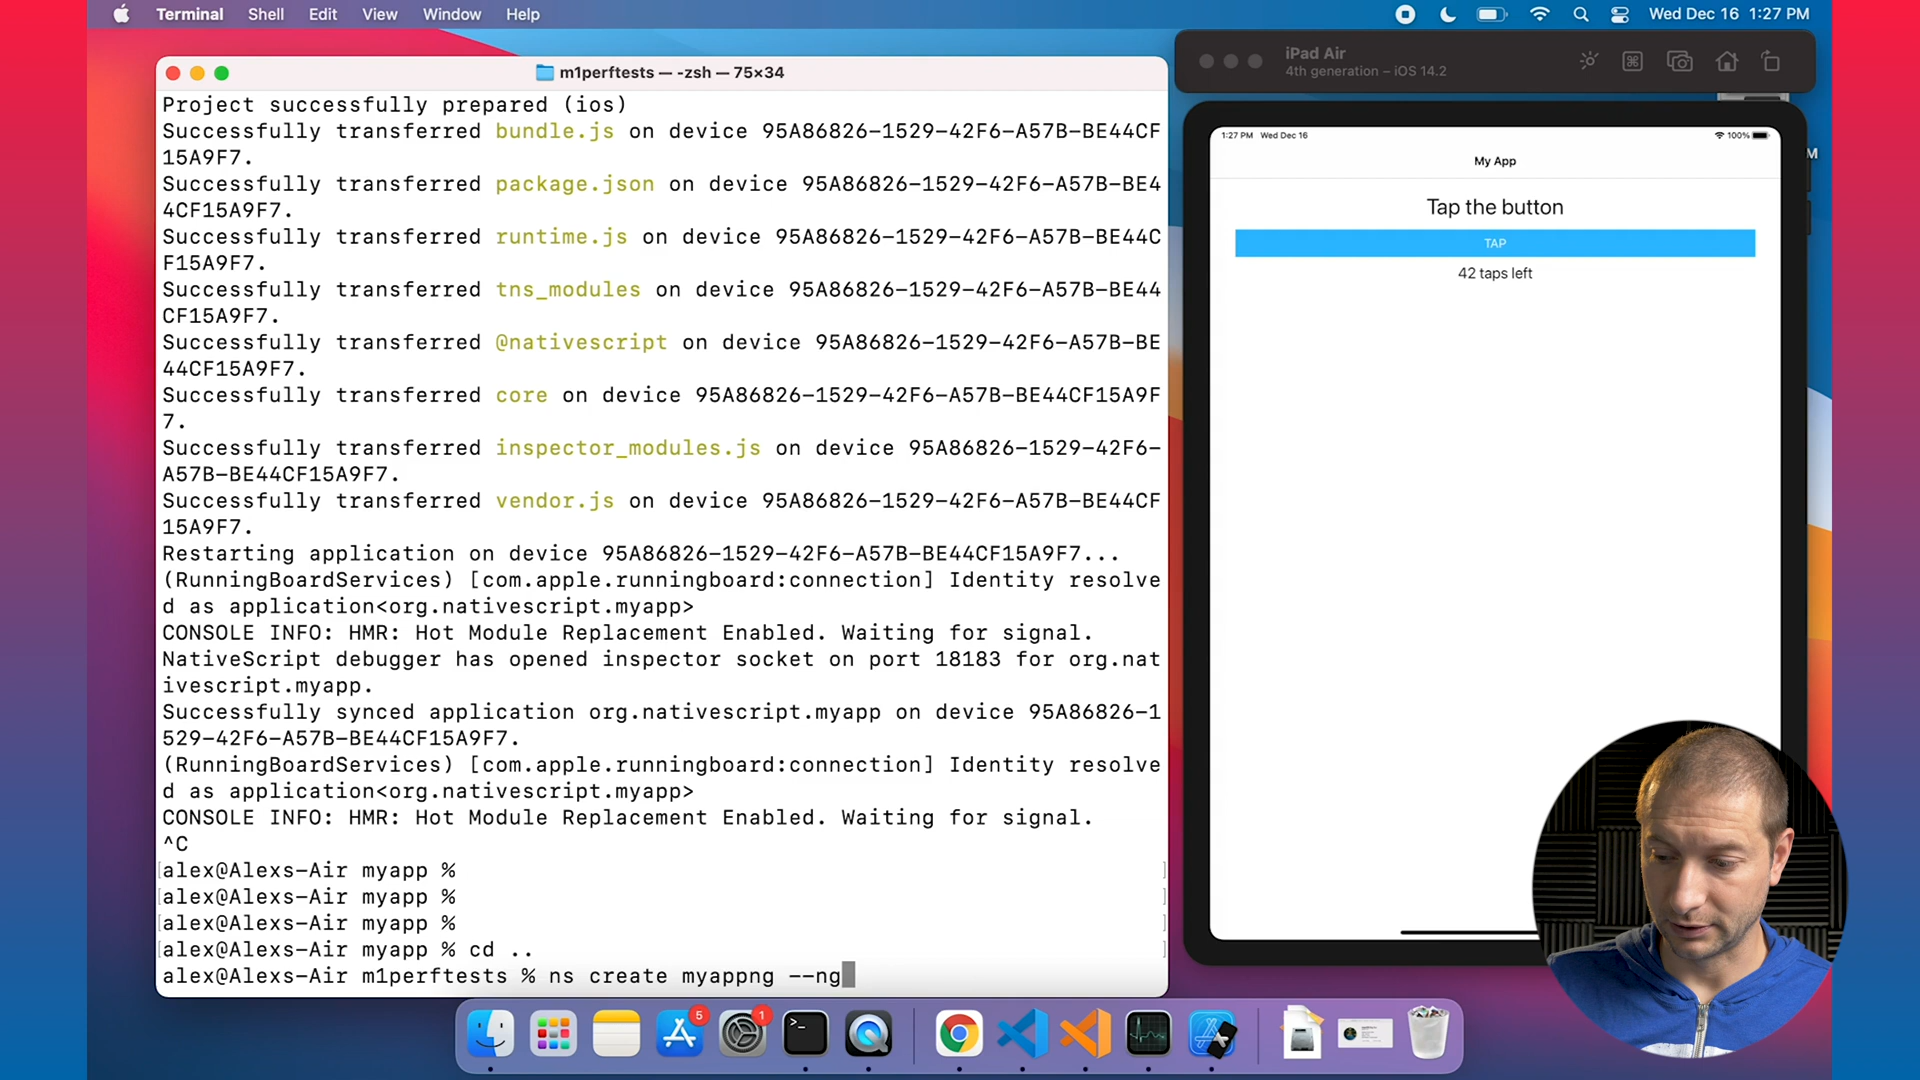 Terminal Shell Edit View Window Help
Wed Dec 16 1:27 PM
m1perftests — -zsh — 75×34
Project successfully prepared (ios)
Successfully transferred bundle.js on device 95A86826-1529-42F6-A57B-BE44CF
15A9F7.
Successfully transferred package.json on device 95A86826-1529-42F6-A57B-BE4
4CF15A9F7.
Successfully transferred runtime.js on device 95A86826-1529-42F6-A57B-BE44C
F15A9F7.
Successfully transferred tns_modules on device 95A86826-1529-42F6-A57B-BE44
CF15A9F7.
Successfully transferred @nativescript on device 95A86826-1529-42F6-A57B-BE
44CF15A9F7.
Successfully transferred core on device 95A86826-1529-42F6-A57B-BE44CF15A9F
7.
Successfully transferred inspector_modules.js on device 95A86826-1529-42F6-
A57B-BE44CF15A9F7.
Successfully transferred vendor.js on device 95A86826-1529-42F6-A57B-BE44CF
15A9F7.
Restarting application on device 95A86826-1529-42F6-A57B-BE44CF15A9F7...
(RunningBoardServices) [com.apple.runningboard:connection] Identity resolve
d as application<org.nativescript.myapp>
CONSOLE INFO: HMR: Hot Module Replacement Enabled. Waiting for signal.
NativeScript debugger has opened inspector socket on port 18183 for org.nat
ivescript.myapp.
Successfully synced application org.nativescript.myapp on device 95A86826-1
529-42F6-A57B-BE44CF15A9F7.
(RunningBoardServices) [com.apple.runningboard:connection] Identity resolve
d as application<org.nativescript.myapp>
CONSOLE INFO: HMR: Hot Module Replacement Enabled. Waiting for signal.
^C
alex@Alexs-Air myapp %
alex@Alexs-Air myapp %
alex@Alexs-Air myapp %
alex@Alexs-Air myapp % cd ..
alex@Alexs-Air m1perftests % ns create myappng --ng
iPad Air
4th generation – iOS 14.2
1:27 PM Wed Dec 16
100%
My App
Tap the button
TAP
42 taps left
M
5
1